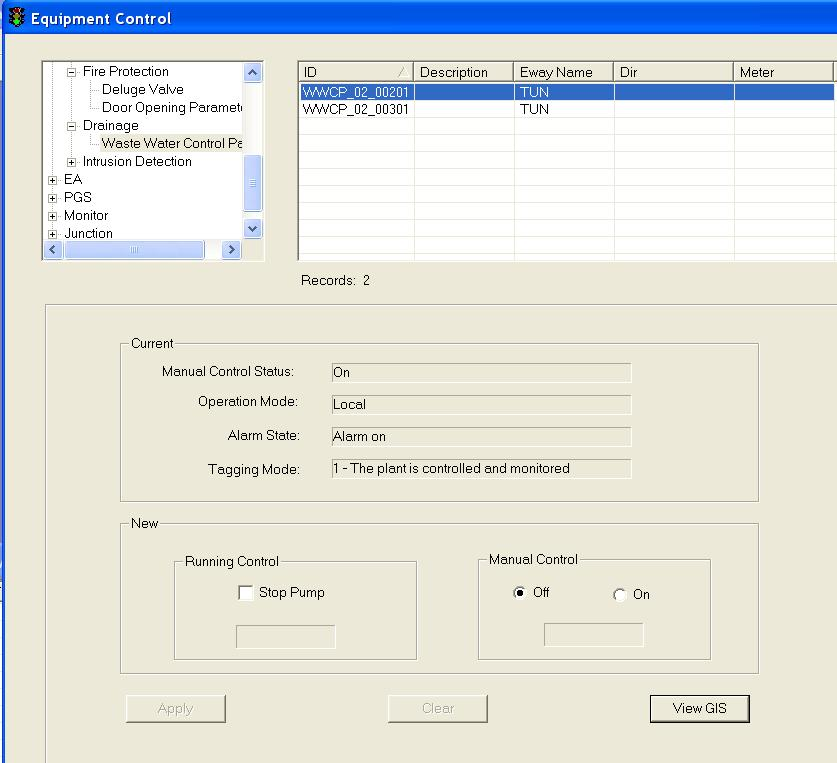 Equipment Control
Fire Protection
Deluge Valve
Door Opening Paramete
Drainage
Waste Water Control Pa
Intrusion Detection
EA
PGS
Monitor
Junction
ID Description Eway Name Dir Meter
WWCP_02_00201 TUN
WWCP_02_00301 TUN
Records: 2
Current
Manual Control Status: On
Operation Mode: Local
Alarm State: Alarm on
Tagging Mode: 1 - The plant is controlled and monitored
New
Running Control
Stop Pump
Manual Control
Off On
Apply Clear View GIS